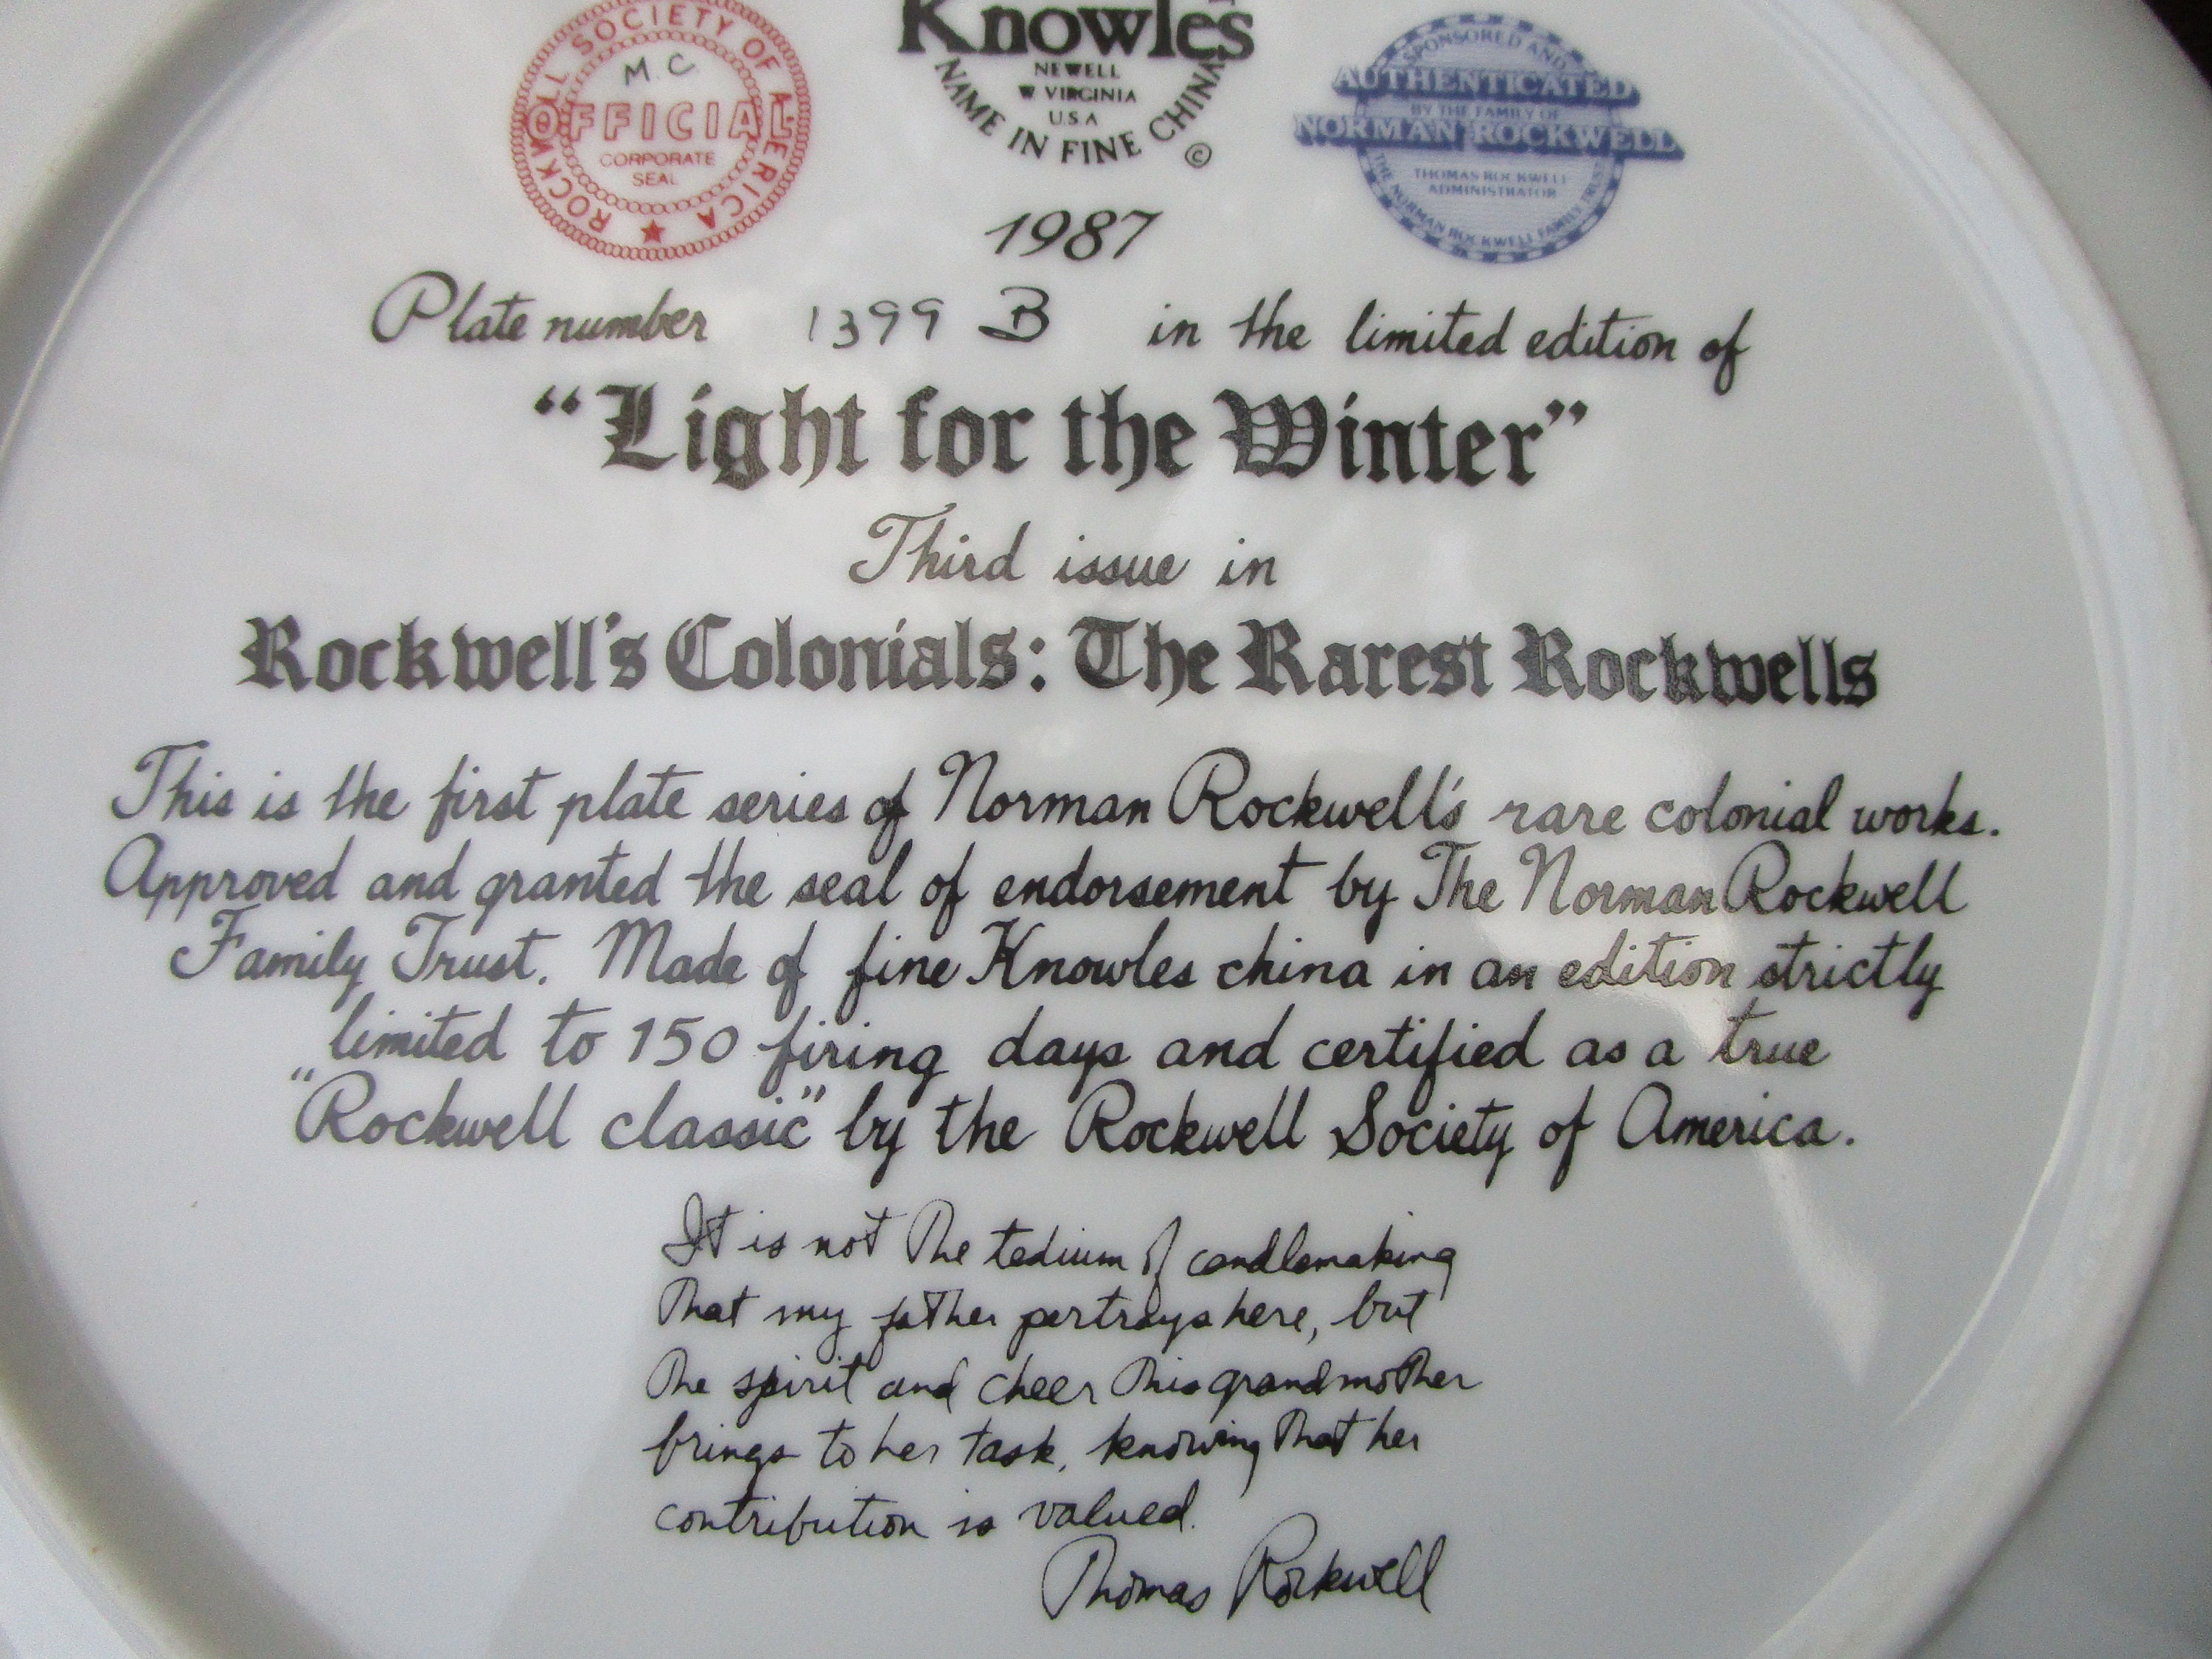 ROCKWELL SOCIETY OF AMERICA
M.C
OFFICIAL
CORPORATE
SEAL
Knowles
NEWELL
W VIRGINIA
U.S.A
NAME IN FINE CHINA
©
SPONSORED AND
AUTHENTICATED
BY THE FAMILY OF
NORMAN ROCKWELL
THOMAS ROCKWELL
ADMINISTRATOR
THE NORMAN ROCKWELL FAMILY TRUST
1987
Plate number 1399 B in the limited edition of
“Light for the Winter”
Third issue in
Rockwell's Colonials: The Rarest Rockwells
This is the first plate series of Norman Rockwell's rare colonial works.
Approved and granted the seal of endorsement by The Norman Rockwell
Family Trust. Made of fine Knowles china in an edition strictly
limited to 150 firing days and certified as a true
"Rockwell classic" by the Rockwell Society of America.
It is not the tedium of candlemaking
that my father portrays here, but
the spirit and cheer this grandmother
brings to her task, knowing that her
contribution is valued.
Thomas Rockwell